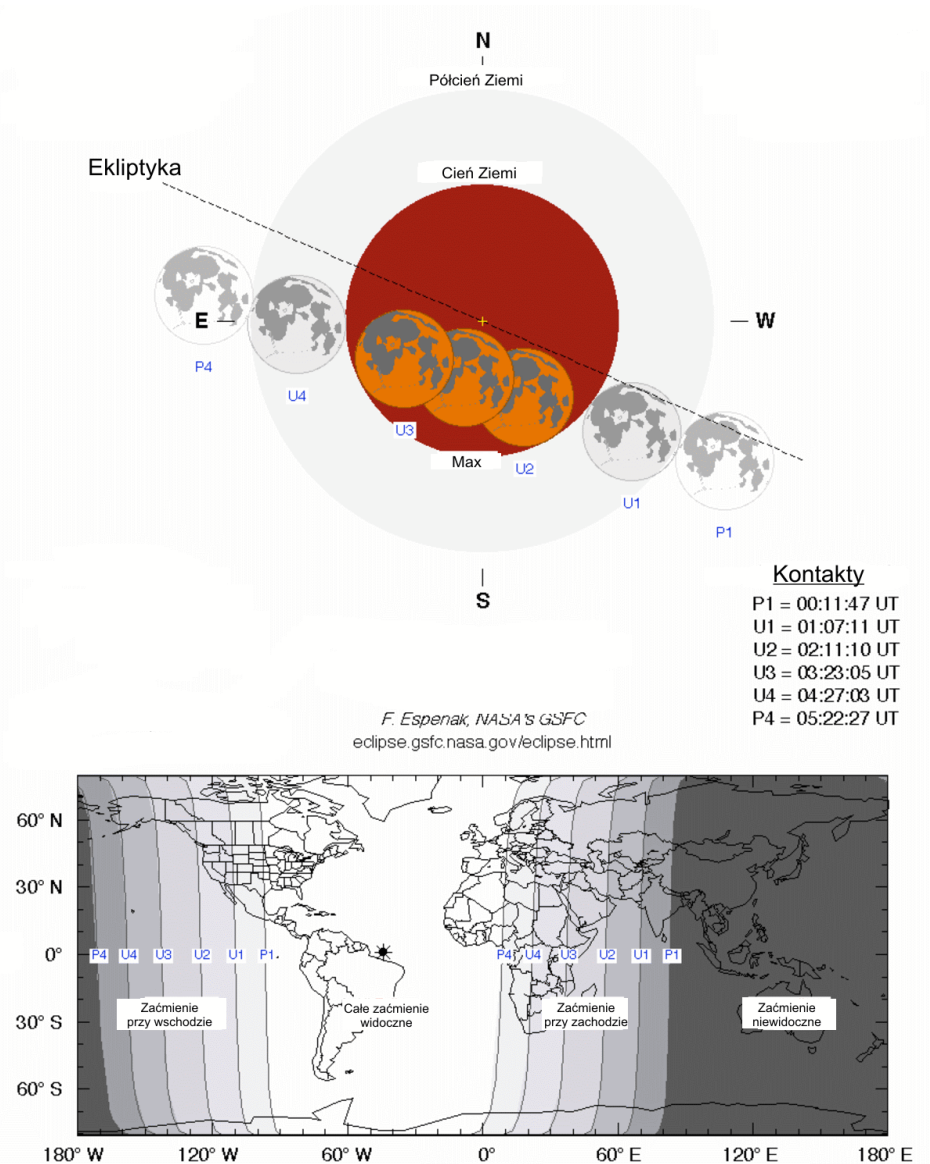 N
Półcień Ziemi
Ekliptyka
Cień Ziemi
E
W
P4
U4
U3
Max
U2
U1
P1
S
Kontakty
P1 = 00:11:47 UT
U1 = 01:07:11 UT
U2 = 02:11:10 UT
U3 = 03:23:05 UT
U4 = 04:27:03 UT
P4 = 05:22:27 UT
F. Espenak, NASA's GSFC
eclipse.gsfc.nasa.gov/eclipse.html
60° N
30° N
0°
30° S
60° S
P4 U4 U3 U2 U1 P1
P4 U4 U3 U2 U1 P1
Zaćmienie
przy wschodzie
Całe zaćmienie
widoczne
Zaćmienie
przy zachodzie
Zaćmienie
niewidoczne
180° W 120° W 60° W 0° 60° E 120° E 180° E